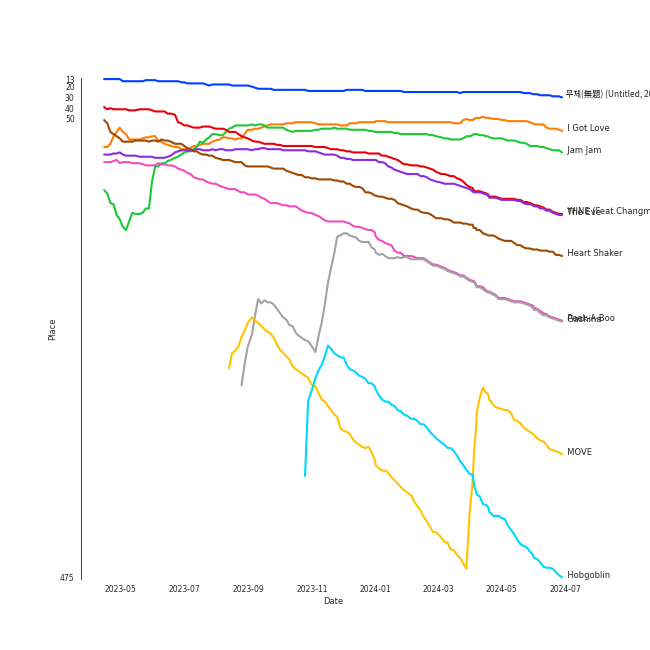 13
20
30
40
50
475
Place
2023-05
2023-07
2023-09
2023-11
2024-01
2024-03
2024-05
2024-07
Date
무제(無題) (Untitled, 20
I Got Love
Jam Jam
The Eve
Heart Shaker
Peek-A-Boo
MOVE
Hobgoblin